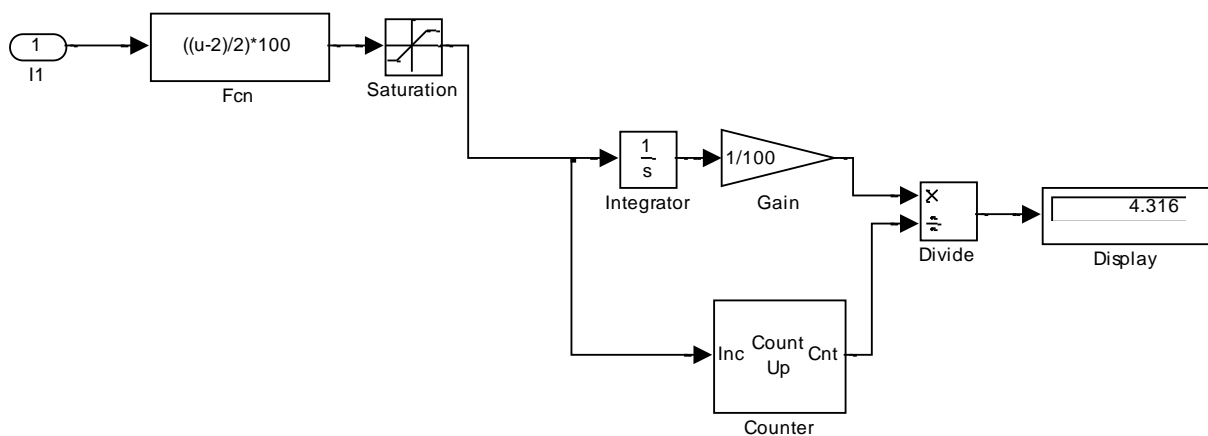 1
I1
((u-2)/2)*100
Fcn
Saturation
1
s
Integrator
1/100
Gain
Divide
4.316
Display
Inc
Count
Up
Cnt
Counter